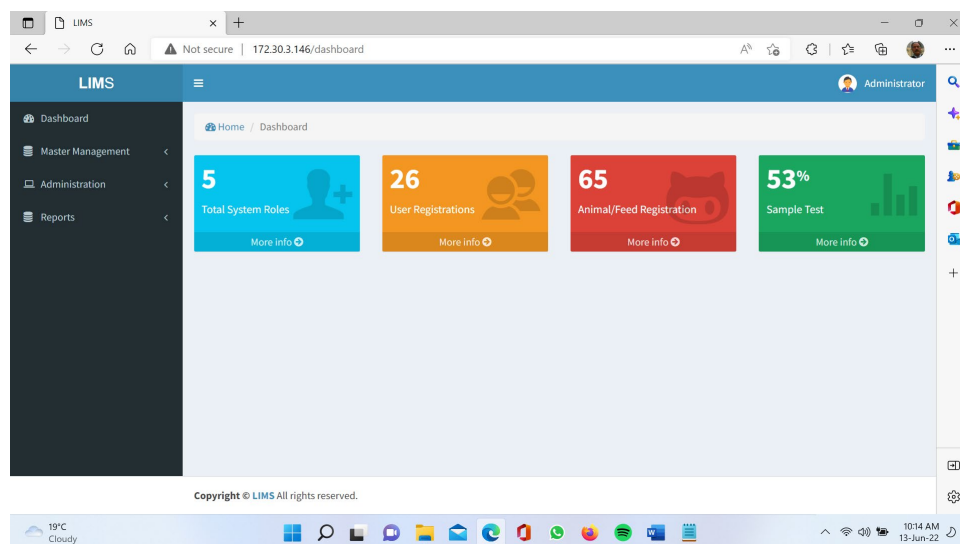 LIMS
Not secure | 172.30.3.146/dashboard
LIMS
Administrator
Dashboard
Master Management
Administration
Reports
Home / Dashboard
5
Total System Roles
More info
26
User Registrations
More info
65
Animal/Feed Registration
More info
53%
Sample Test
More info
Copyright © LIMS All rights reserved.
19°C
Cloudy
10:14 AM
13-Jun-22